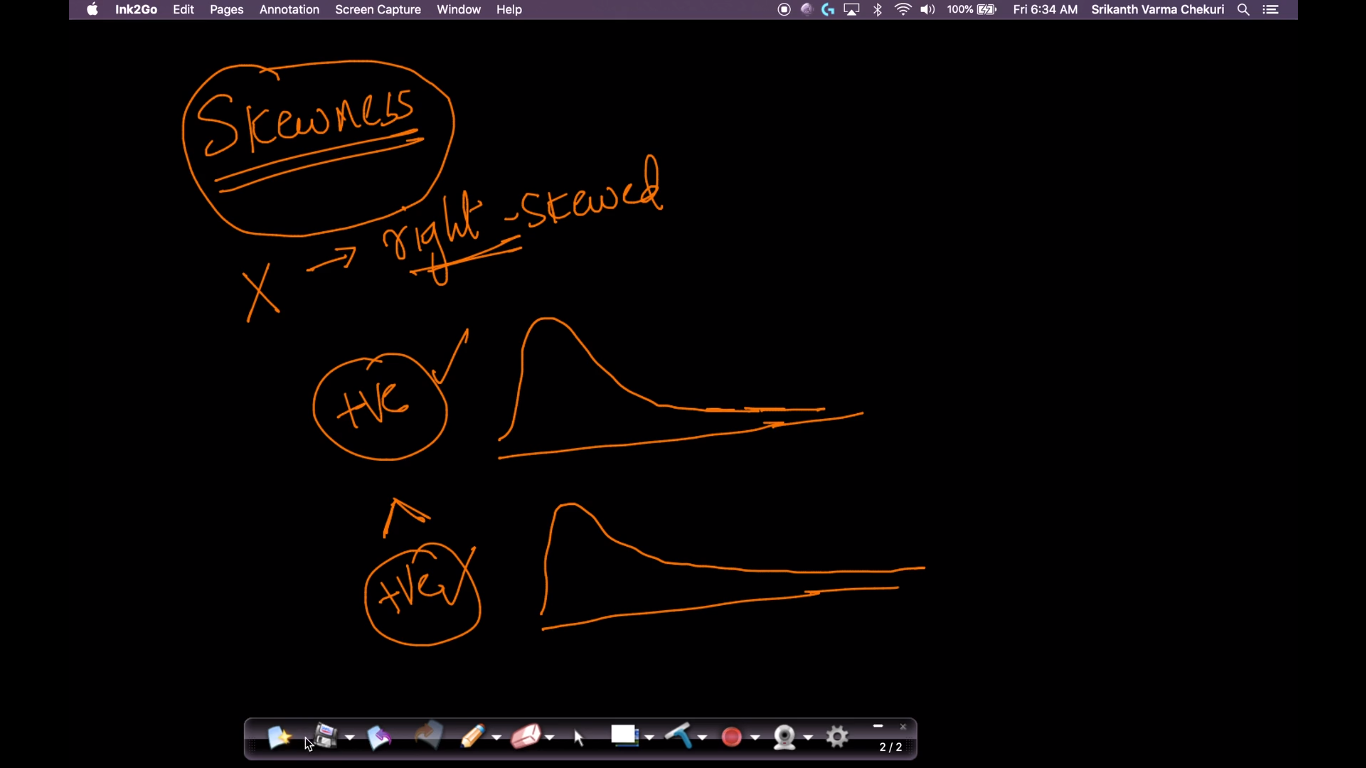 Ink2Go Edit Pages Annotation Screen Capture Window Help 100% Fri 6:34 AM Srikanth Varma Chekuri
Skewness
X → right-skewed
+ve ✓
+ve ✓
2 / 2